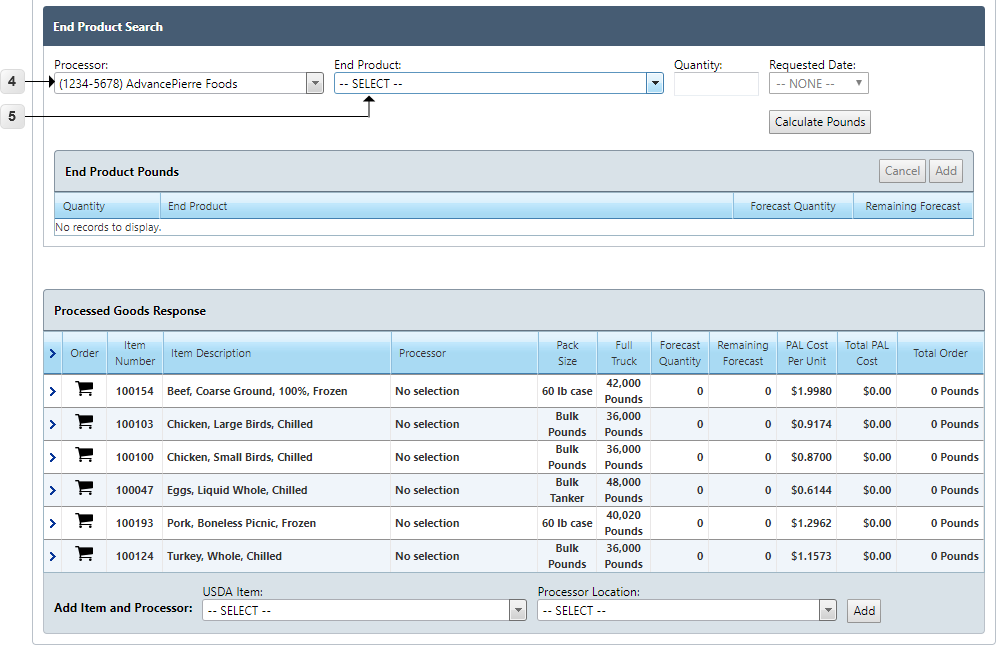 End Product Search
Processor: End Product: Quantity: Requested Date:
4 (1234-5678) AdvancePierre Foods -- SELECT -- -- NONE --
5
Calculate Pounds
End Product Pounds Cancel Add
Quantity End Product Forecast Quantity Remaining Forecast
No records to display.
Processed Goods Response
Order Item Number Item Description Processor Pack Size Full Truck Forecast Quantity Remaining Forecast PAL Cost Per Unit Total PAL Cost Total Order
100154 Beef, Coarse Ground, 100%, Frozen No selection 60 lb case 42,000 Pounds 0 0 $1.9980 $0.00 0 Pounds
100103 Chicken, Large Birds, Chilled No selection Bulk Pounds 36,000 Pounds 0 0 $0.9174 $0.00 0 Pounds
100100 Chicken, Small Birds, Chilled No selection Bulk Pounds 36,000 Pounds 0 0 $0.8700 $0.00 0 Pounds
100047 Eggs, Liquid Whole, Chilled No selection Bulk Tanker 48,000 Pounds 0 0 $0.6144 $0.00 0 Pounds
100193 Pork, Boneless Picnic, Frozen No selection 60 lb case 40,020 Pounds 0 0 $1.2962 $0.00 0 Pounds
100124 Turkey, Whole, Chilled No selection Bulk Pounds 36,000 Pounds 0 0 $1.1573 $0.00 0 Pounds
USDA Item: Processor Location:
Add Item and Processor: -- SELECT -- -- SELECT -- Add